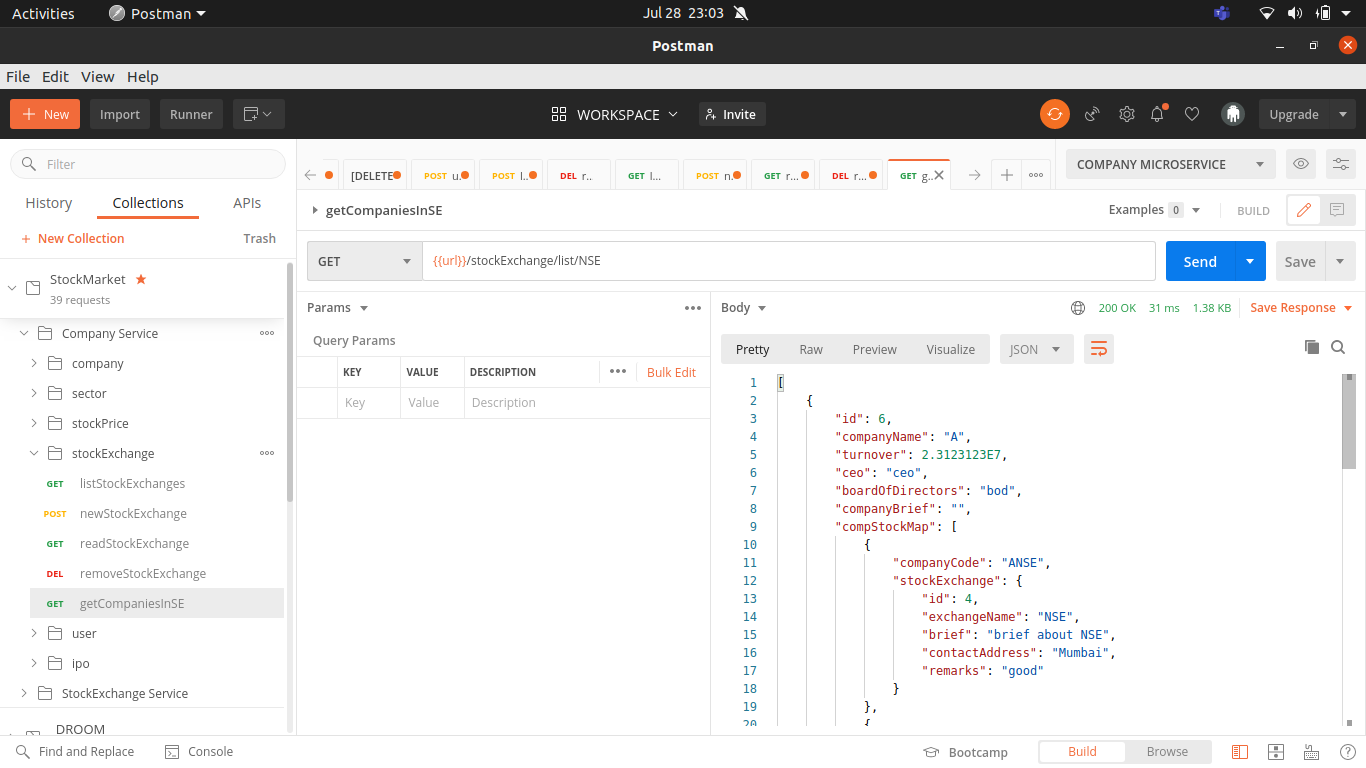 Activities Postman Jul 28 23:03
Postman
File Edit View Help
+ New Import Runner WORKSPACE Invite Upgrade
Filter
[DELETE POST u.. POST l.. DEL r.. GET l... POST n.. GET r... DEL r... GET g.. + COMPANY MICROSERVICE
History Collections APIs
+ New Collection Trash
getCompaniesInSE Examples 0 BUILD
GET {{url}}/stockExchange/list/NSE Send Save
StockMarket
39 requests
Company Service
company
sector
stockPrice
stockExchange
GET listStockExchanges
POST newStockExchange
GET readStockExchange
DEL removeStockExchange
GET getCompaniesInSE
user
ipo
StockExchange Service
DROOM
Params
Query Params
KEY VALUE DESCRIPTION Bulk Edit
Key Value Description
Body 200 OK 31 ms 1.38 KB Save Response
Pretty Raw Preview Visualize JSON
1 [
2 {
3 "id": 6,
4 "companyName": "A",
5 "turnover": 2.3123123E7,
6 "ceo": "ceo",
7 "boardOfDirectors": "bod",
8 "companyBrief": "",
9 "compStockMap": [
10 {
11 "companyCode": "ANSE",
12 "stockExchange": {
13 "id": 4,
14 "exchangeName": "NSE",
15 "brief": "brief about NSE",
16 "contactAddress": "Mumbai",
17 "remarks": "good"
18 }
19 },
20 {
Find and Replace Console Bootcamp Build Browse